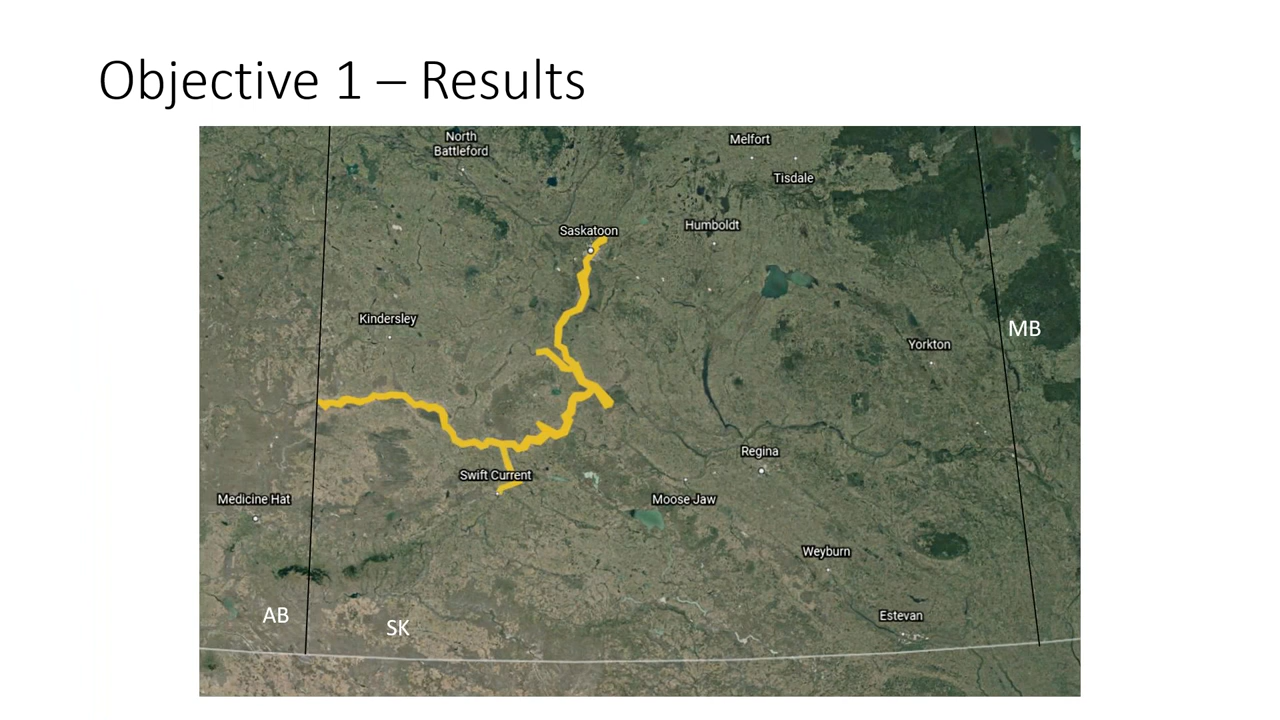 Objective 1 – Results
North
Battleford
Melfort
Tisdale
Humboldt
Saskatoon
Kindersley
MB
Yorkton
Regina
Swift Current
Medicine Hat
Moose Jaw
Weyburn
AB
SK
Estevan